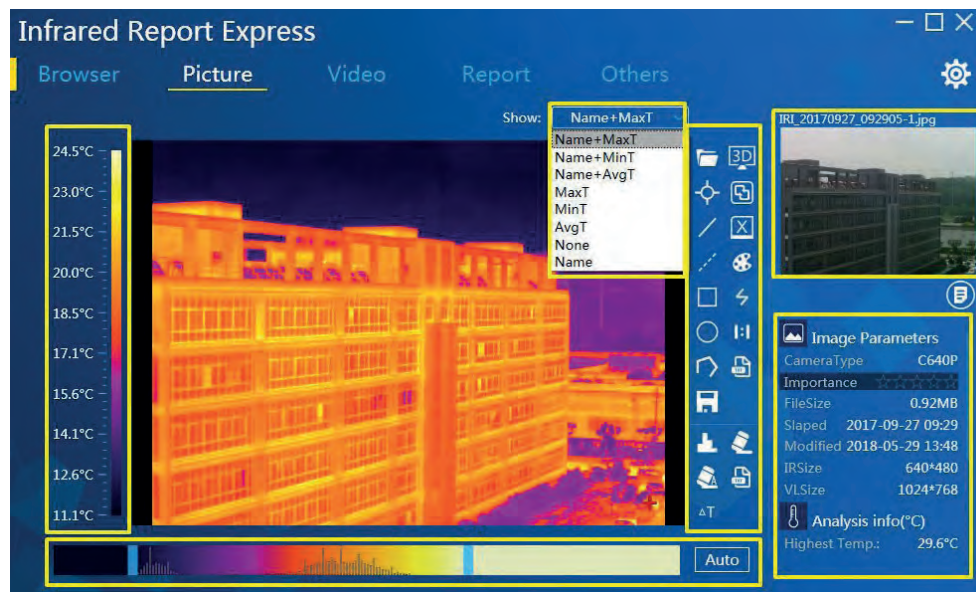 Infrared Report Express
Browser Picture Video Report Others
Show: Name+MaxT
Name+MaxT
Name+MinT
Name+AvgT
MaxT
MinT
AvgT
None
Name
24.5°C
23.0°C
21.5°C
20.0°C
18.5°C
17.1°C
15.6°C
14.1°C
12.6°C
11.1°C
3D
X
1:1
A
ΔT
Auto
IRI_20170927_092905-1.jpg
Image Parameters
CameraType C640P
Importance
FileSize 0.92MB
Slaped 2017-09-27 09:29
Modified 2018-05-29 13:48
IRSize 640*480
VLSize 1024*768
Analysis info(°C)
Highest Temp.: 29.6°C